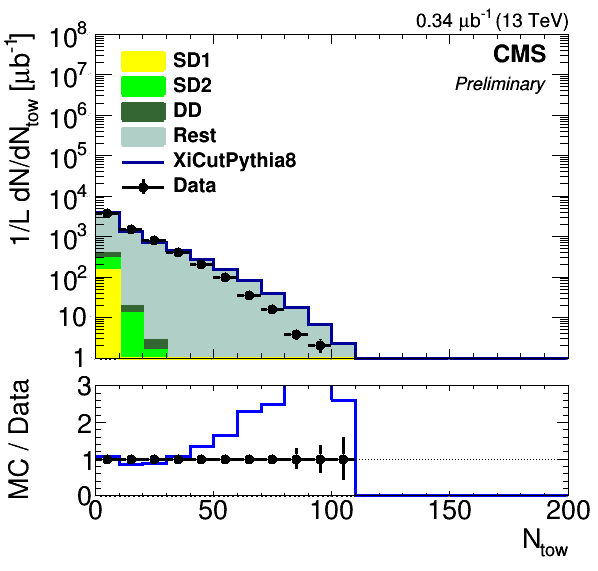 0.34 μb⁻¹ (13 TeV)
1/L dN/dN_tow [μb⁻¹]
10⁸
10⁷
10⁶
10⁵
10⁴
10³
10²
10
1
SD1
SD2
DD
Rest
XiCutPythia8
Data
CMS
Preliminary
MC / Data
3
2
1
0
0 50 100 150 200
N_tow